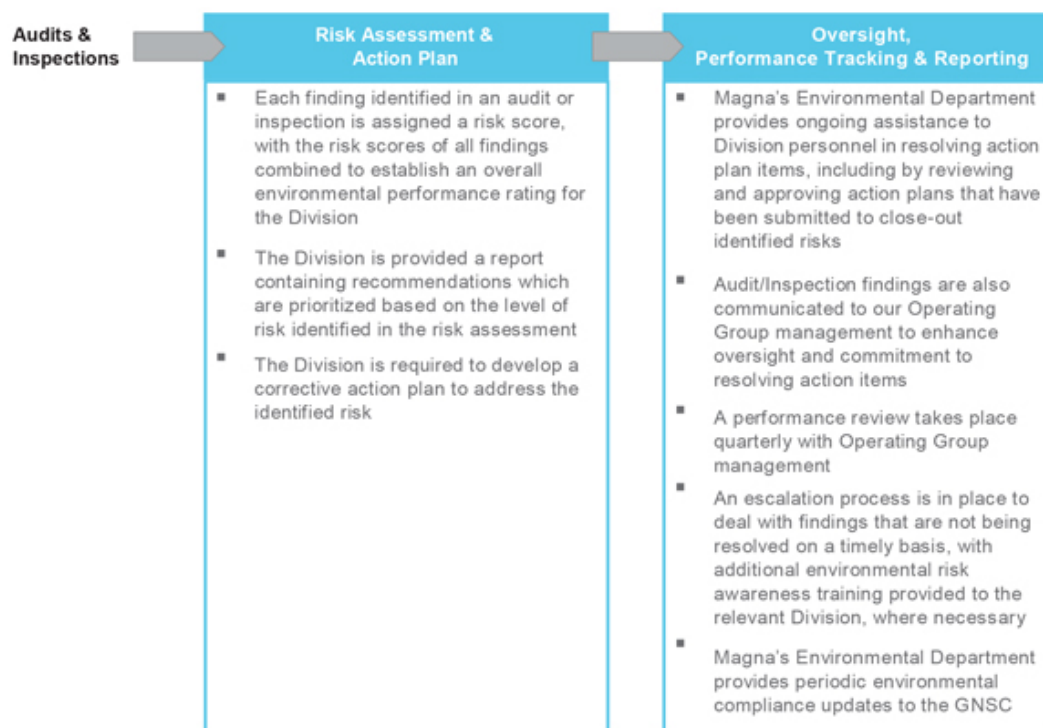 Audits &
Inspections
Risk Assessment &
Action Plan
▪ Each finding identified in an audit or
inspection is assigned a risk score,
with the risk scores of all findings
combined to establish an overall
environmental performance rating for
the Division
▪ The Division is provided a report
containing recommendations which
are prioritized based on the level of
risk identified in the risk assessment
▪ The Division is required to develop a
corrective action plan to address the
identified risk
Oversight,
Performance Tracking & Reporting
▪ Magna's Environmental Department
provides ongoing assistance to
Division personnel in resolving action
plan items, including by reviewing
and approving action plans that have
been submitted to close-out
identified risks
▪ Audit/Inspection findings are also
communicated to our Operating
Group management to enhance
oversight and commitment to
resolving action items
▪ A performance review takes place
quarterly with Operating Group
management
▪ An escalation process is in place to
deal with findings that are not being
resolved on a timely basis, with
additional environmental risk
awareness training provided to the
relevant Division, where necessary
▪ Magna's Environmental Department
provides periodic environmental
compliance updates to the GNSC